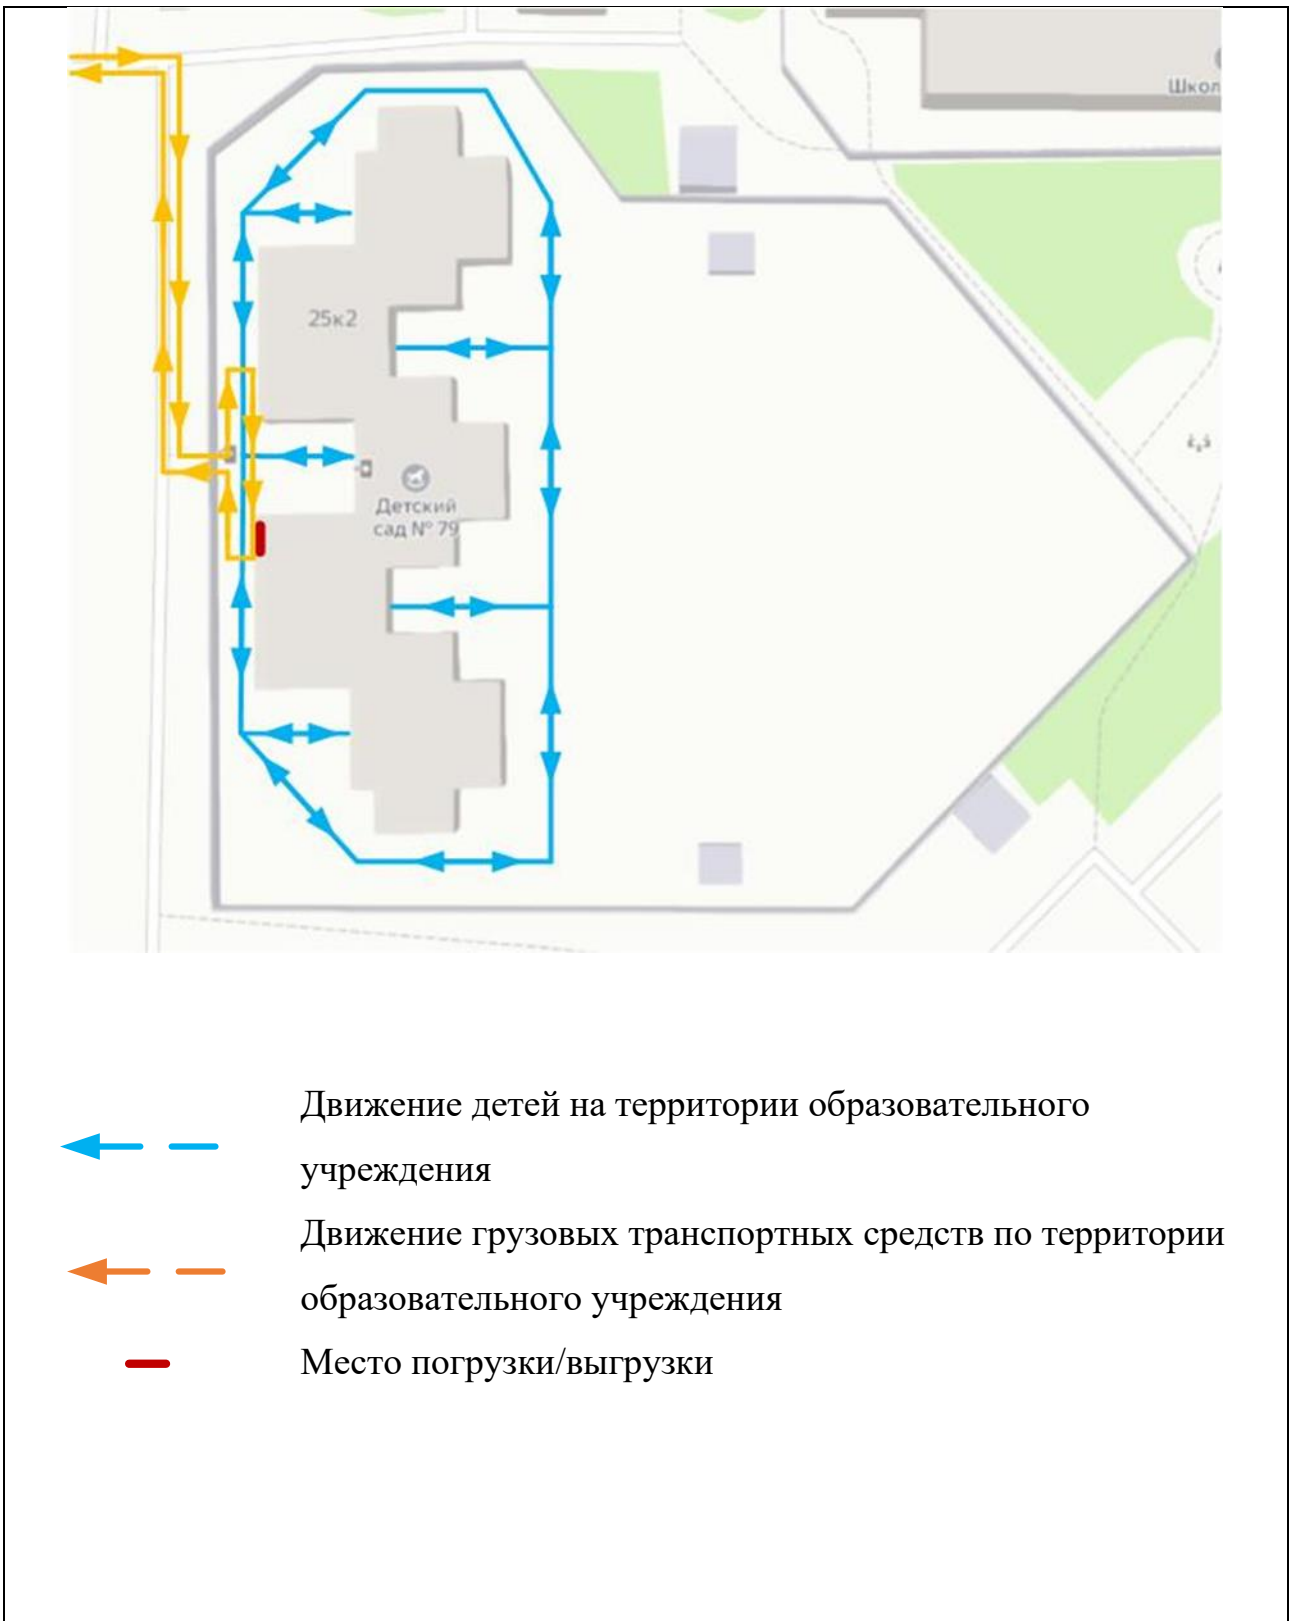 Школ
25к2
Детский
сад № 79
Движение детей на территории образовательного
учреждения
Движение грузовых транспортных средств по территории
образовательного учреждения
Место погрузки/выгрузки